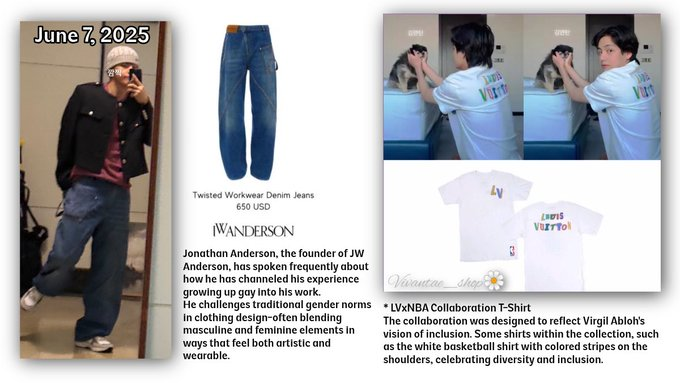 June 7, 2025
Twisted Workwear Denim Jeans
650 USD
JWANDERSON
Jonathan Anderson, the founder of JW
Anderson, has spoken frequently about
how he has channeled his experience
growing up gay into his work.
He challenges traditional gender norms
in clothing design-often blending
masculine and feminine elements in
ways that feel both artistic and
wearable.
LOUIS
VUITTON
LOUIS
VUITTON
LV
LOUIS
VUITTON
Vivantae__shop
* LVxNBA Collaboration T-Shirt
The collaboration was designed to reflect Virgil Abloh's
vision of inclusion. Some shirts within the collection, such
as the white basketball shirt with colored stripes on the
shoulders, celebrating diversity and inclusion.